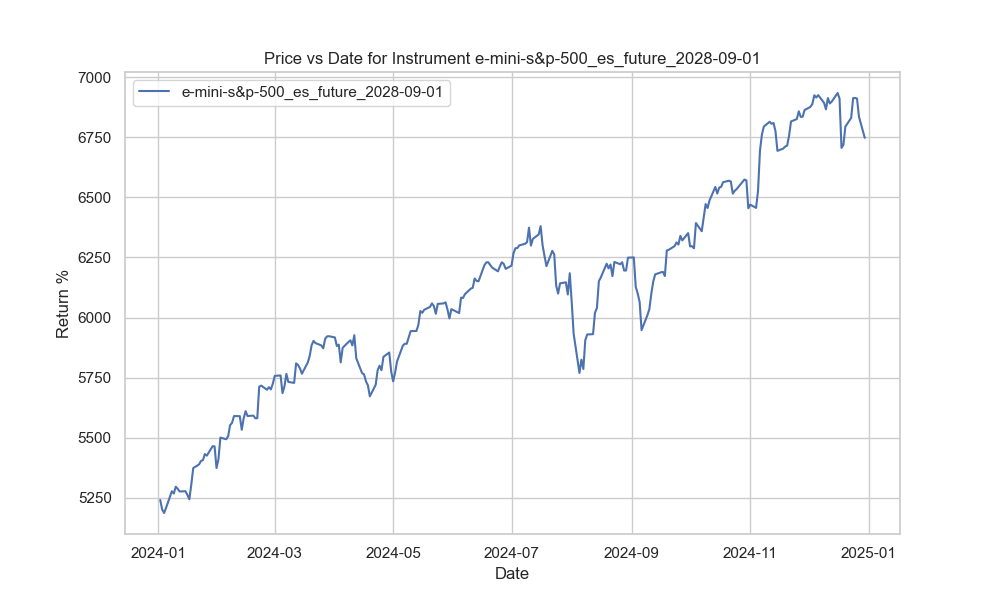 Price vs Date for Instrument e-mini-s&p-500_es_future_2028-09-01
e-mini-s&p-500_es_future_2028-09-01
Return %
7000
6750
6500
6250
6000
5750
5500
5250
2024-01 2024-03 2024-05 2024-07 2024-09 2024-11 2025-01
Date